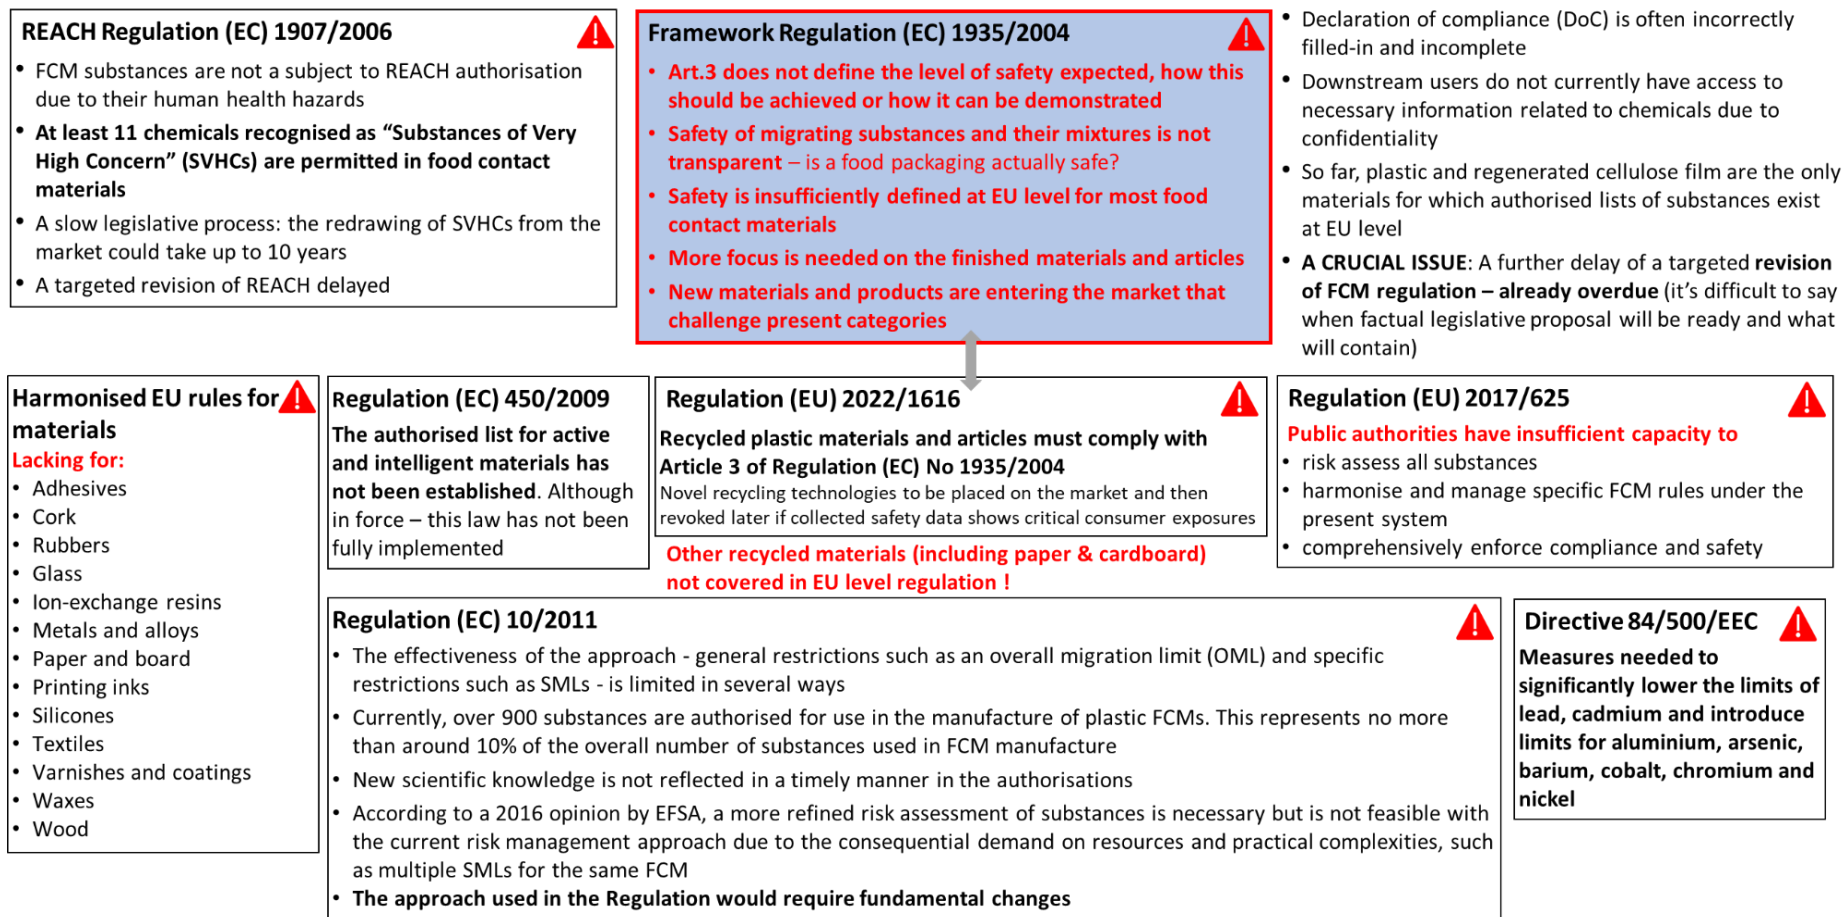 REACH Regulation (EC) 1907/2006
• FCM substances are not a subject to REACH authorisation
due to their human health hazards
• At least 11 chemicals recognised as “Substances of Very
High Concern” (SVHCs) are permitted in food contact
materials
• A slow legislative process: the redrawing of SVHCs from the
market could take up to 10 years
• A targeted revision of REACH delayed
Framework Regulation (EC) 1935/2004
• Art.3 does not define the level of safety expected, how this
should be achieved or how it can be demonstrated
• Safety of migrating substances and their mixtures is not
transparent – is a food packaging actually safe?
• Safety is insufficiently defined at EU level for most food
contact materials
• More focus is needed on the finished materials and articles
• New materials and products are entering the market that
challenge present categories
• Declaration of compliance (DoC) is often incorrectly
filled-in and incomplete
• Downstream users do not currently have access to
necessary information related to chemicals due to
confidentiality
• So far, plastic and regenerated cellulose film are the only
materials for which authorised lists of substances exist
at EU level
• A CRUCIAL ISSUE: A further delay of a targeted revision
of FCM regulation – already overdue (it’s difficult to say
when factual legislative proposal will be ready and what
will contain)
Harmonised EU rules for
materials
Lacking for:
• Adhesives
• Cork
• Rubbers
• Glass
• Ion-exchange resins
• Metals and alloys
• Paper and board
• Printing inks
• Silicones
• Textiles
• Varnishes and coatings
• Waxes
• Wood
Regulation (EC) 450/2009
The authorised list for active
and intelligent materials has
not been established. Although
in force – this law has not been
fully implemented
Regulation (EU) 2022/1616
Recycled plastic materials and articles must comply with
Article 3 of Regulation (EC) No 1935/2004
Novel recycling technologies to be placed on the market and then
revoked later if collected safety data shows critical consumer exposures
Other recycled materials (including paper & cardboard)
not covered in EU level regulation !
Regulation (EU) 2017/625
Public authorities have insufficient capacity to
• risk assess all substances
• harmonise and manage specific FCM rules under the
present system
• comprehensively enforce compliance and safety
Regulation (EC) 10/2011
• The effectiveness of the approach - general restrictions such as an overall migration limit (OML) and specific
restrictions such as SMLs - is limited in several ways
• Currently, over 900 substances are authorised for use in the manufacture of plastic FCMs. This represents no more
than around 10% of the overall number of substances used in FCM manufacture
• New scientific knowledge is not reflected in a timely manner in the authorisations
• According to a 2016 opinion by EFSA, a more refined risk assessment of substances is necessary but is not feasible with
the current risk management approach due to the consequential demand on resources and practical complexities, such
as multiple SMLs for the same FCM
• The approach used in the Regulation would require fundamental changes
Directive 84/500/EEC
Measures needed to
significantly lower the limits of
lead, cadmium and introduce
limits for aluminium, arsenic,
barium, cobalt, chromium and
nickel